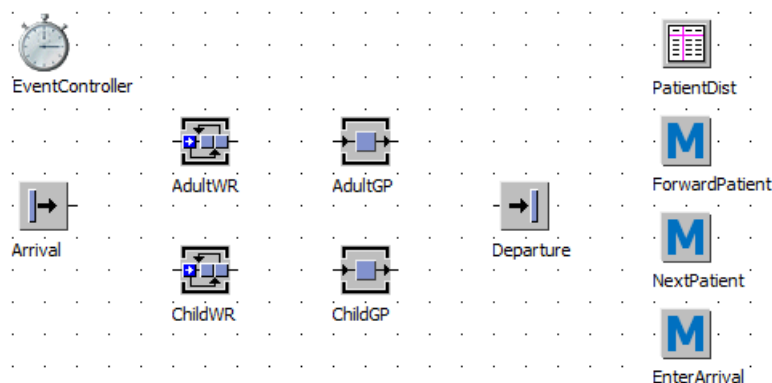 EventController
PatientDist
M
AdultWR
AdultGP
ForwardPatient
Arrival
Departure
M
NextPatient
ChildWR
ChildGP
M
EnterArrival